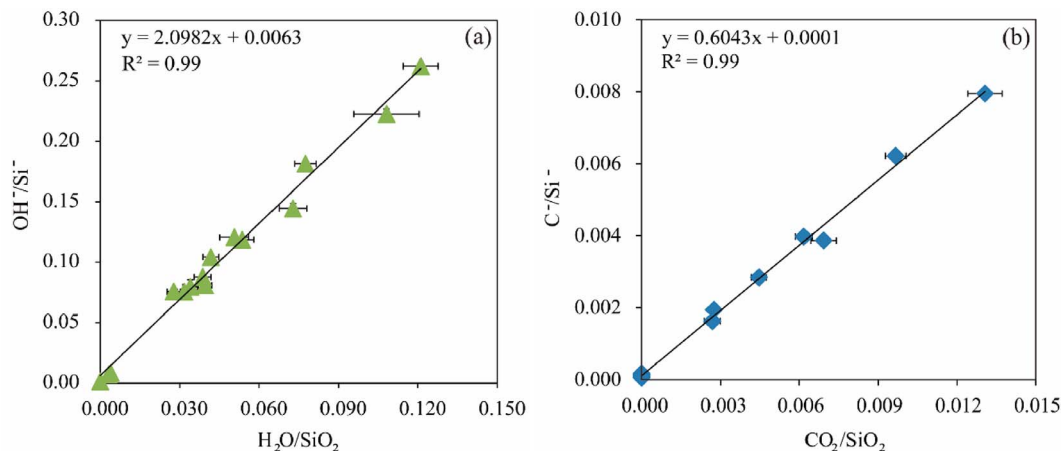 y = 2.0982x + 0.0063
R² = 0.99
(a)
0.30
0.25
0.20
0.15
0.10
0.05
0.00
OH⁻/Si⁻
0.000 0.030 0.060 0.090 0.120 0.150
H₂O/SiO₂
y = 0.6043x + 0.0001
R² = 0.99
(b)
0.010
0.008
0.006
0.004
0.002
0.000
C⁻/Si⁻
0.000 0.003 0.006 0.009 0.012 0.015
CO₂/SiO₂